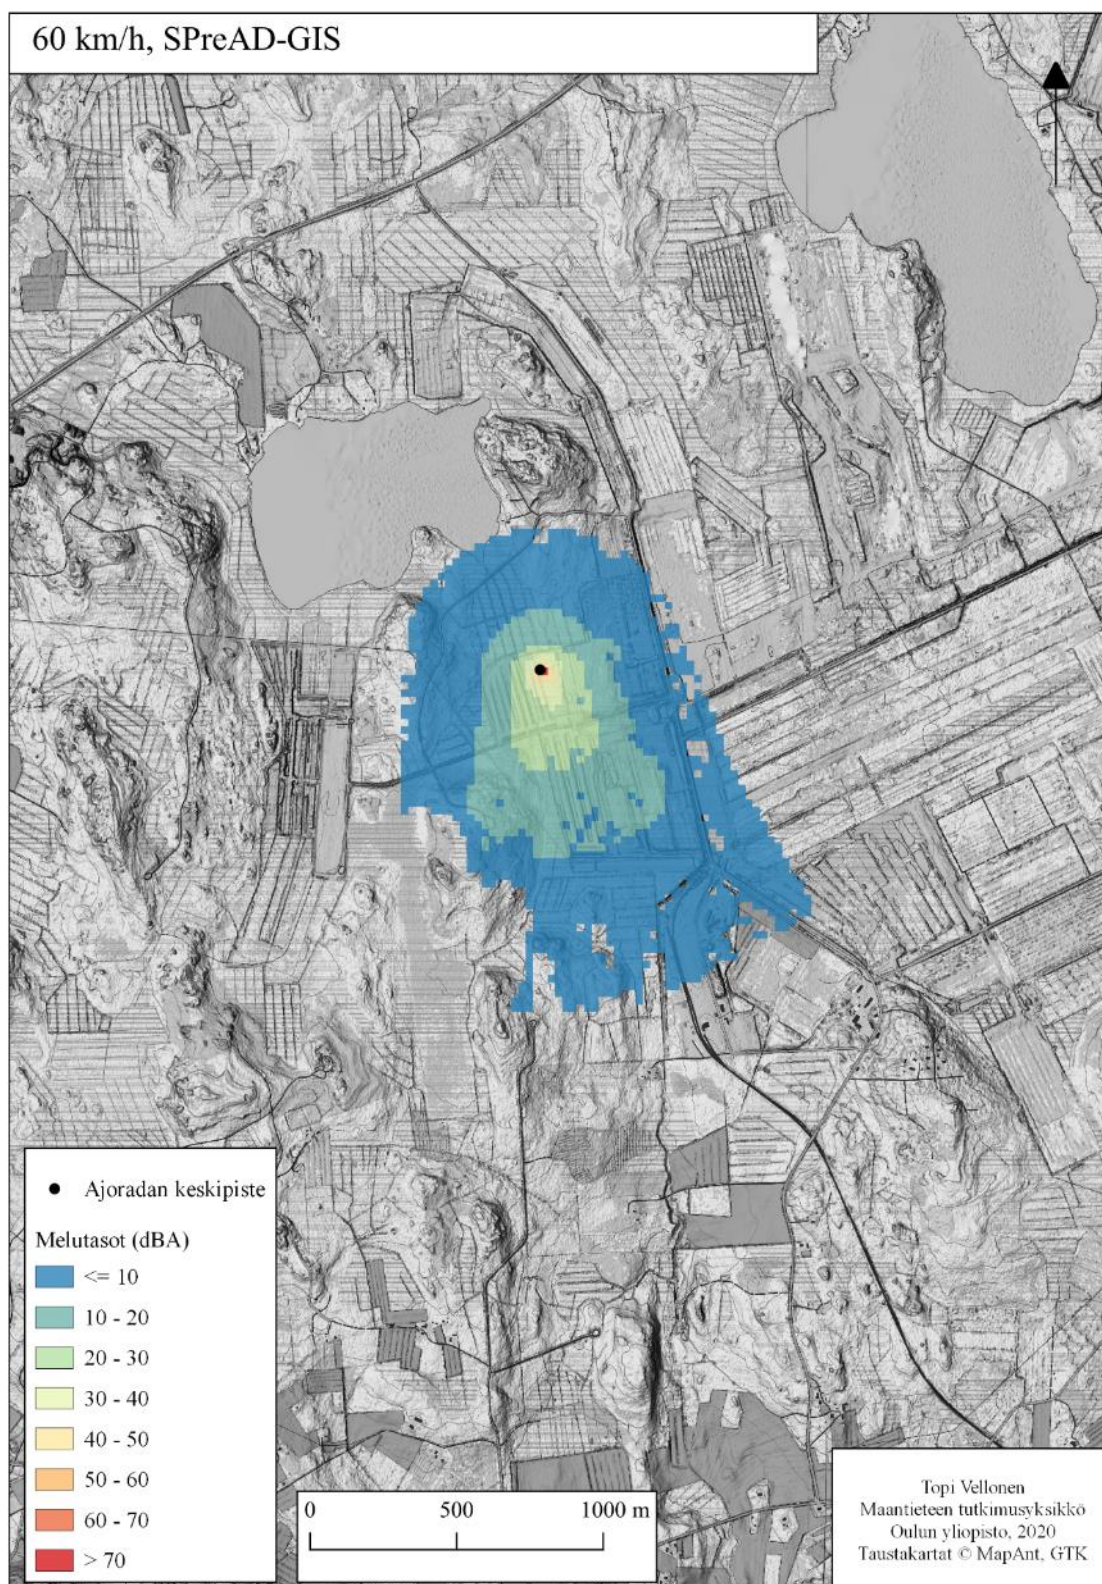 60 km/h, SPreAD-GIS
Ajoradan keskipiste
Melutasot (dBA)
<= 10
10 - 20
20 - 30
30 - 40
40 - 50
50 - 60
60 - 70
> 70
0 500 1000 m
Topi Vellonen
Maantieteen tutkimusyksikkö
Oulun yliopisto, 2020
Taustakartat © MapAnt, GTK